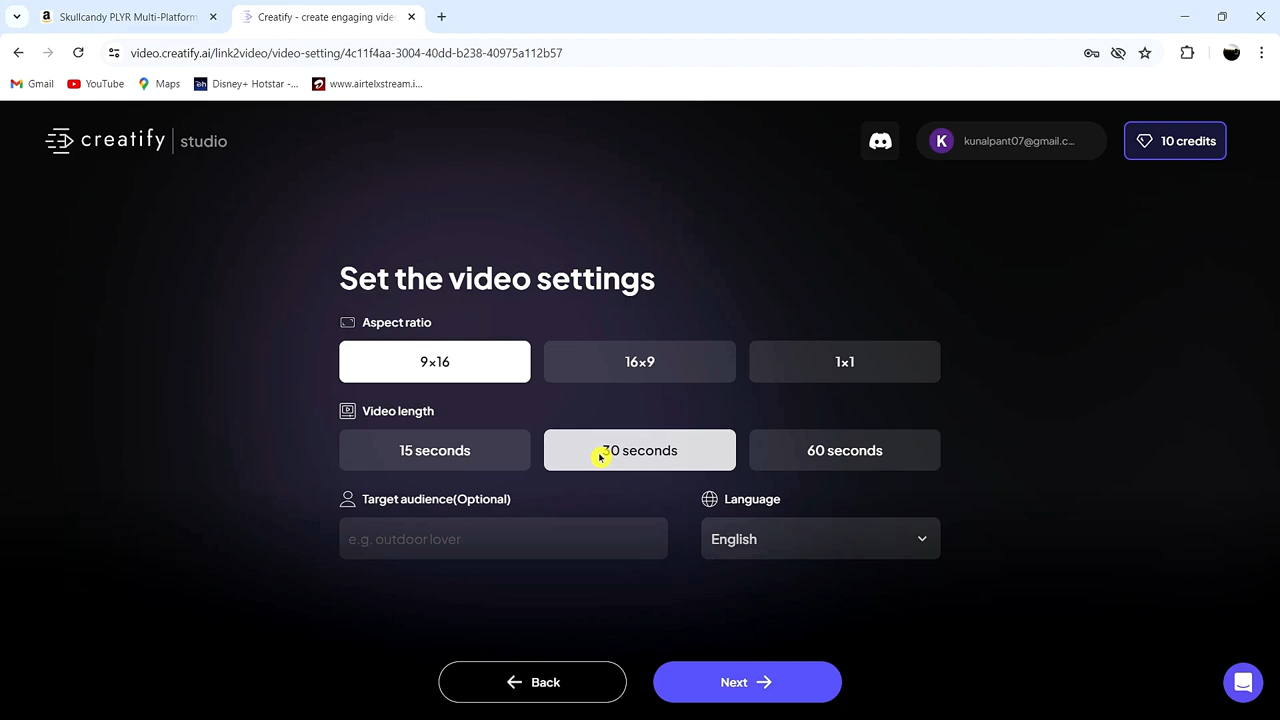 Skullcandy PLYR Multi-Platform
Creatify - create engaging vide
video.creatify.ai/link2video/video-setting/4c11f4aa-3004-40dd-b238-40975a112b57
Gmail
YouTube
Maps
Disney+ Hotstar -...
www.airtelxstream.i...
creatify | studio
K
kunalpant07@gmail.c...
10 credits
Set the video settings
Aspect ratio
9×16
16×9
1×1
Video length
15 seconds
30 seconds
60 seconds
Target audience(Optional)
Language
e.g. outdoor lover
English
Back
Next